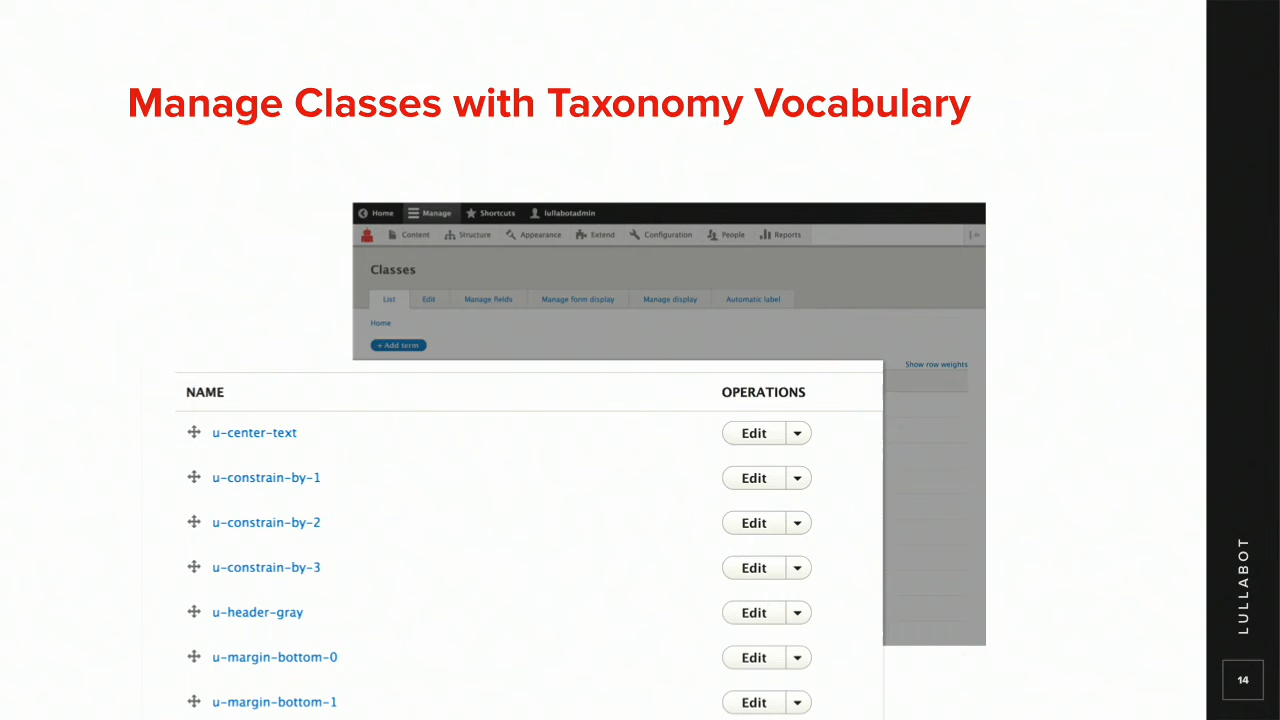 Manage Classes with Taxonomy Vocabulary
Home Manage Shortcuts lullabotadmin
Content Structure Appearance Extend Configuration People Reports
Classes
List Edit Manage fields Manage form display Manage display Automatic label
Home
+ Add term
Show row weights
NAME OPERATIONS
u-center-text Edit
u-constrain-by-1 Edit
u-constrain-by-2 Edit
u-constrain-by-3 Edit
u-header-gray Edit
u-margin-bottom-0 Edit
u-margin-bottom-1 Edit
LULLABOT
14